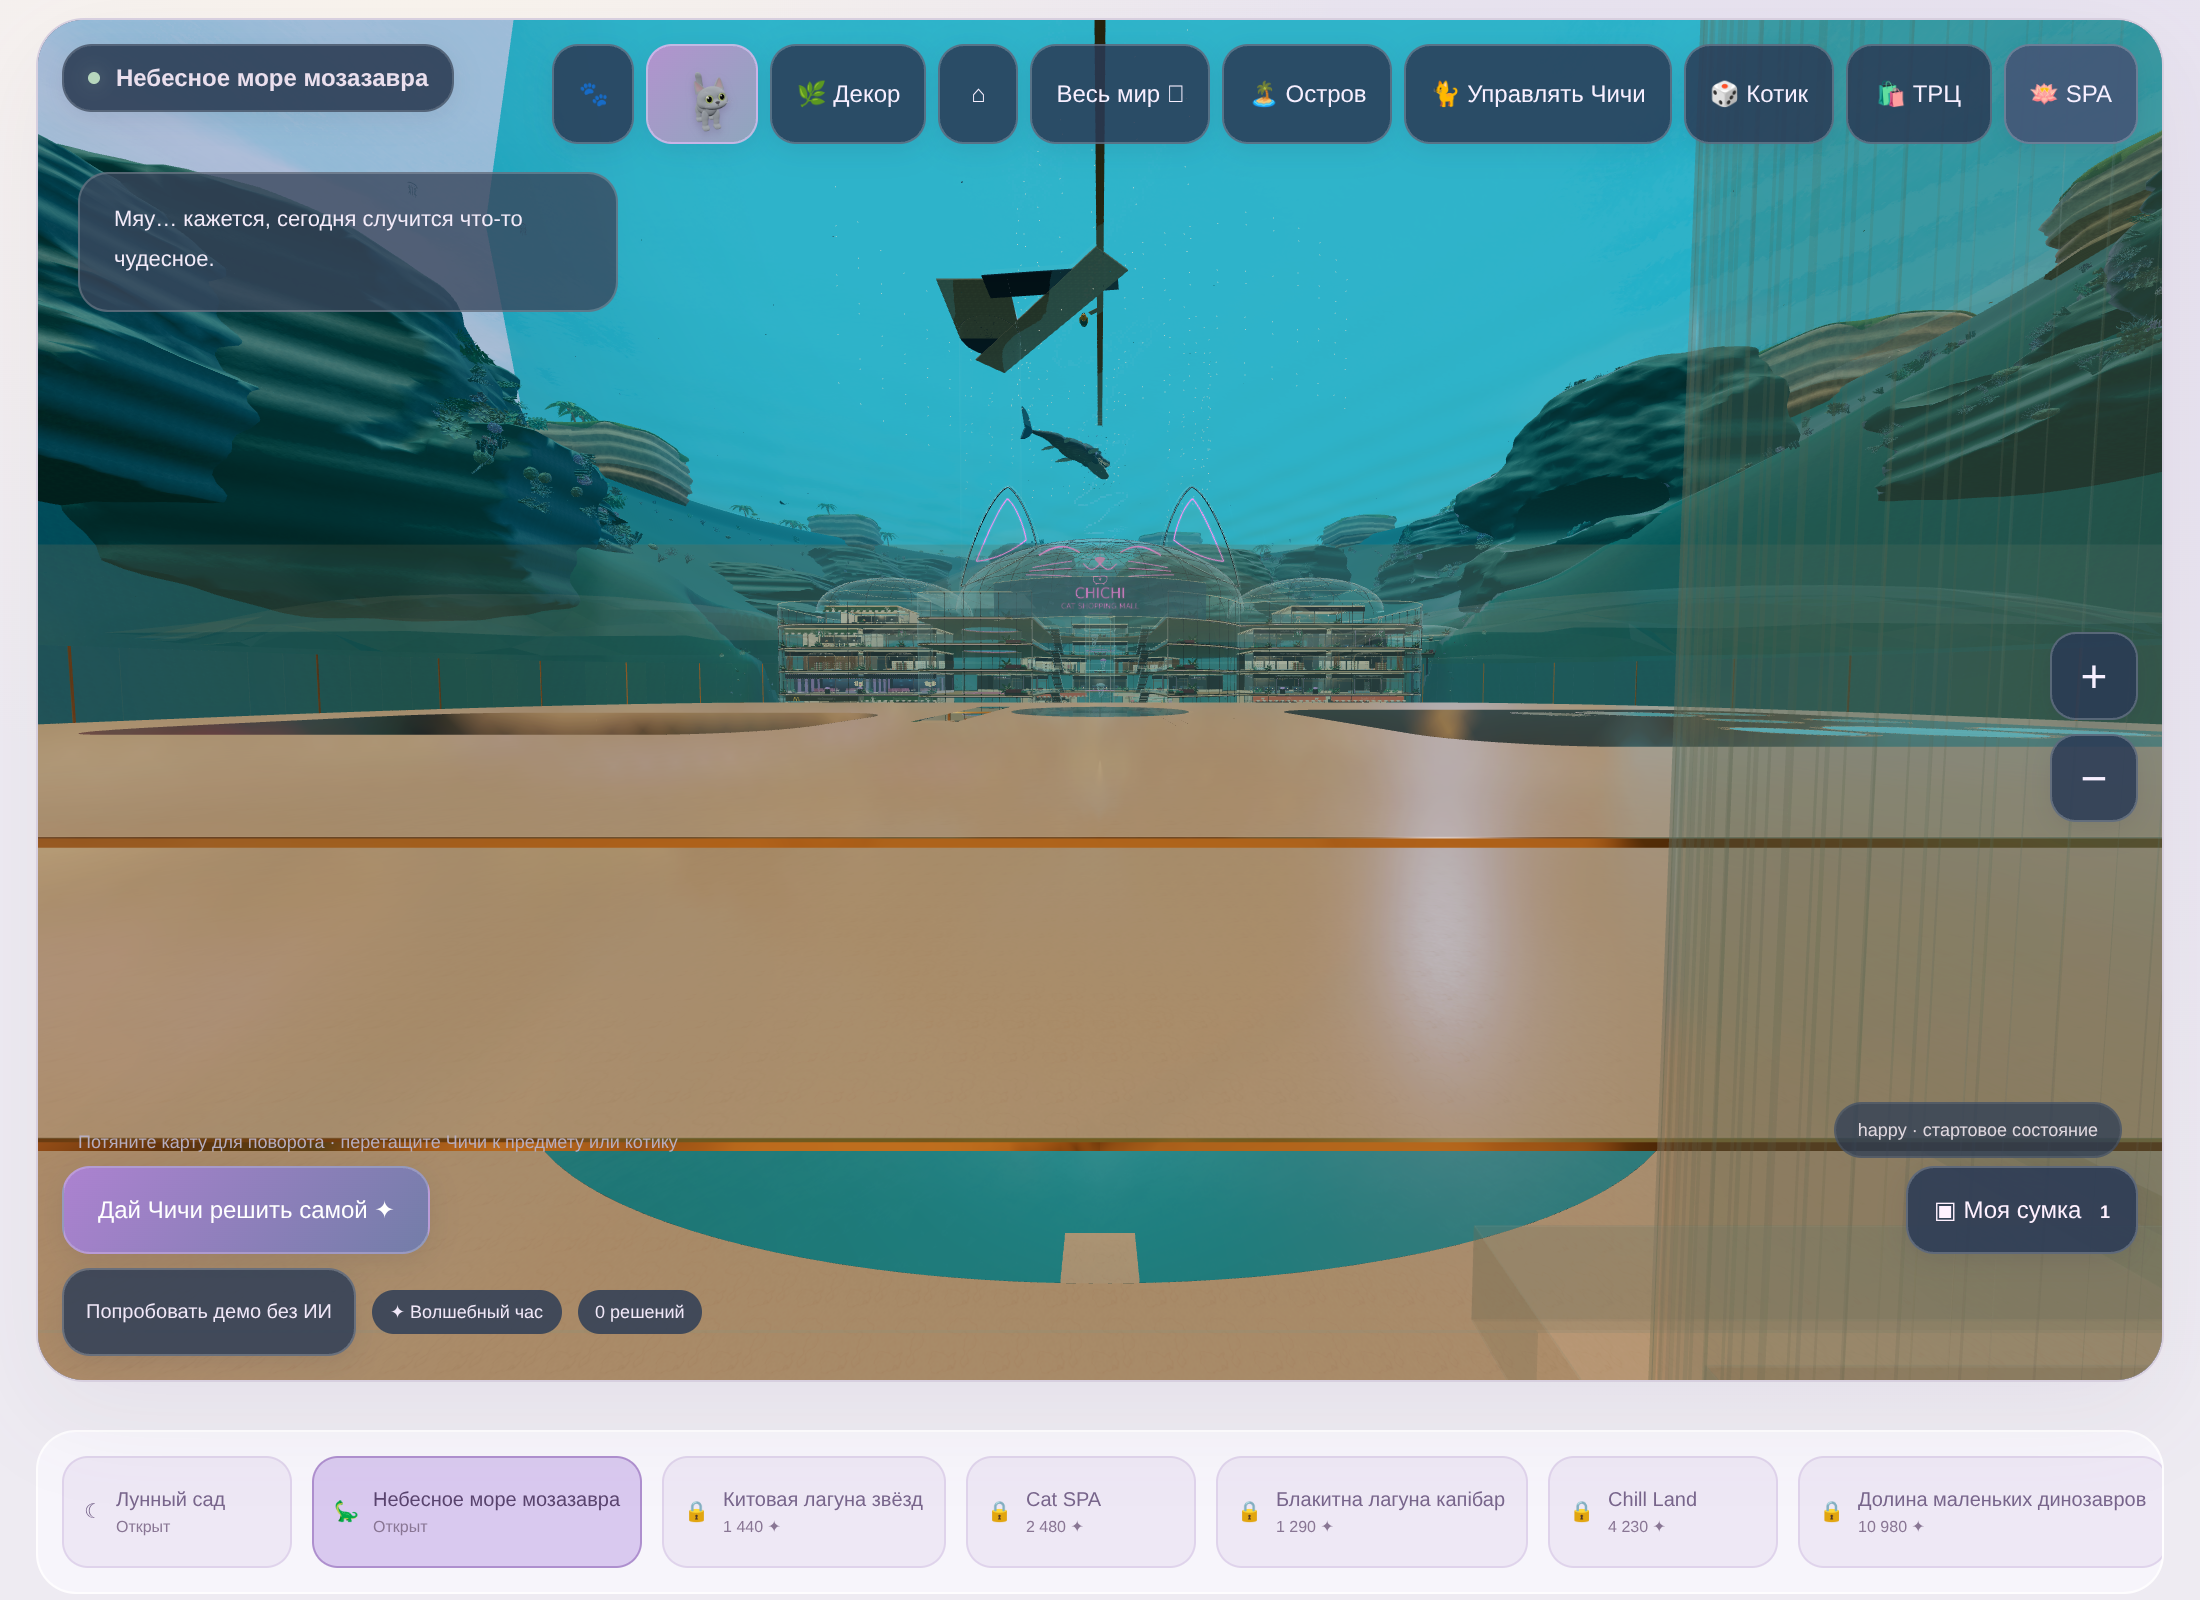 Небесное море мозазавра
🐾
🌿 Декор
⌂
Весь мир
🏝️ Остров
🐈 Управлять Чичи
🎲 Котик
🛍️ ТРЦ
🪷 SPA
Мяу… кажется, сегодня случится что-то
чудесное.
CHICHI
CAT SHOPPING MALL
+
−
Потяните карту для поворота · перетащите Чичи к предмету или котику
happy · стартовое состояние
Дай Чичи решить самой ✦
▣ Моя сумка 1
Попробовать демо без ИИ
✦ Волшебный час
0 решений
Лунный сад
Открыт
Небесное море мозазавра
Открыт
Китовая лагуна звёзд
1 440 ✦
Cat SPA
2 480 ✦
Блакитна лагуна капібар
1 290 ✦
Chill Land
4 230 ✦
Долина маленьких динозавров
10 980 ✦